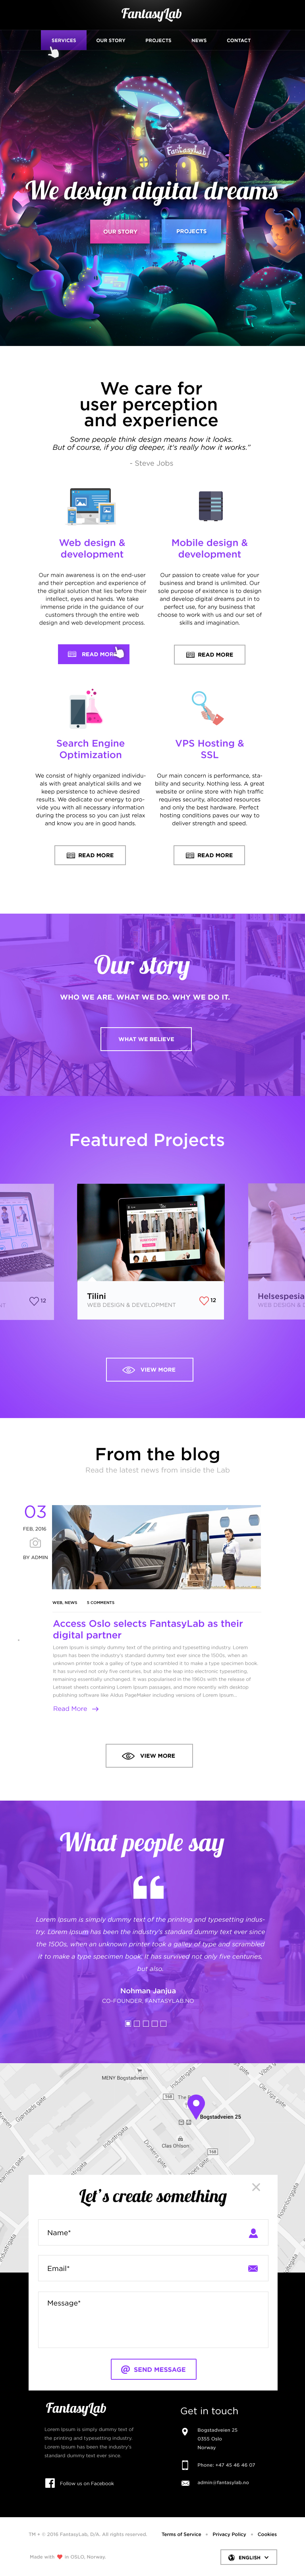 FantasyLab
SERVICES OUR STORY PROJECTS NEWS CONTACT
FantasyLab
We design digital dreams
OUR STORY PROJECTS
We care for
user perception
and experience
Some people think design means how it looks.
But of course, if you dig deeper, it's really how it works."
- Steve Jobs
Web design &
development
Our main awareness is on the end-user
and their perception and experience of
the digital solution that lies before their
intellect, eyes and hands. We take
immense pride in the guidance of our
customers through the entire web
design and web development process.
READ MORE
Mobile design &
development
Our passion to create value for your
business is unlimited. Our
sole purpose of existence is to design
and develop digital dreams put in to
perfect use, for any business that
choose to work with us and our set of
skills and imagination.
READ MORE
Search Engine
Optimization
We consist of highly organized individu-
als with great analytical skills and we
keep persistent to achieve desired
results. We dedicate our energy to pro-
vide you with all necessary information
during the process so you can just relax
and know you are in good hands.
READ MORE
VPS Hosting &
SSL
Our main concern is performance, sta-
bility and security. Nothing less. A great
website or online store with high traffic
requires security, allocated resources
and only the best hardware. Perfect
hosting conditions paves our way to
deliver strength and speed.
READ MORE
Our story
WHO WE ARE. WHAT WE DO. WHY WE DO IT.
WHAT WE BELIEVE
Featured Projects
12
Tilini
WEB DESIGN & DEVELOPMENT
12
Helsespesia
WEB DESIGN & D
VIEW MORE
From the blog
Read the latest news from inside the Lab
03
FEB, 2016
BY ADMIN
WEB, NEWS 5 COMMENTS
Access Oslo selects FantasyLab as their
digital partner
Lorem Ipsum is simply dummy text of the printing and typesetting industry. Lorem
Ipsum has been the industry's standard dummy text ever since the 1500s, when an
unknown printer took a galley of type and scrambled it to make a type specimen book.
It has survived not only five centuries, but also the leap into electronic typesetting,
remaining essentially unchanged. It was popularised in the 1960s with the release of
Letraset sheets containing Lorem Ipsum passages, and more recently with desktop
publishing software like Aldus PageMaker including versions of Lorem Ipsum...
Read More
VIEW MORE
What people say
Lorem Ipsum is simply dummy text of the printing and typesetting indus-
try. Lorem Ipsum has been the industry's standard dummy text ever since
the 1500s, when an unknown printer took a galley of type and scrambled
it to make a type specimen book. It has survived not only five centuries,
but also.
Nohman Janjua
CO-FOUNDER, FANTASYLAB.NO
MENY Bogstadveien
168
Bogstadveien 25
Clas Ohlson
168
Industrigata
Let's create something
Name*
Email*
Message*
SEND MESSAGE
FantasyLab
Lorem Ipsum is simply dummy text of
the printing and typesetting industry.
Lorem Ipsum has been the industry's
standard dummy text ever since.
Follow us on Facebook
Get in touch
Bogstadveien 25
0355 Oslo
Norway
Phone: +47 45 46 46 07
admin@fantasylab.no
Terms of Service Privacy Policy Cookies
Made with in OSLO, Norway.
ENGLISH